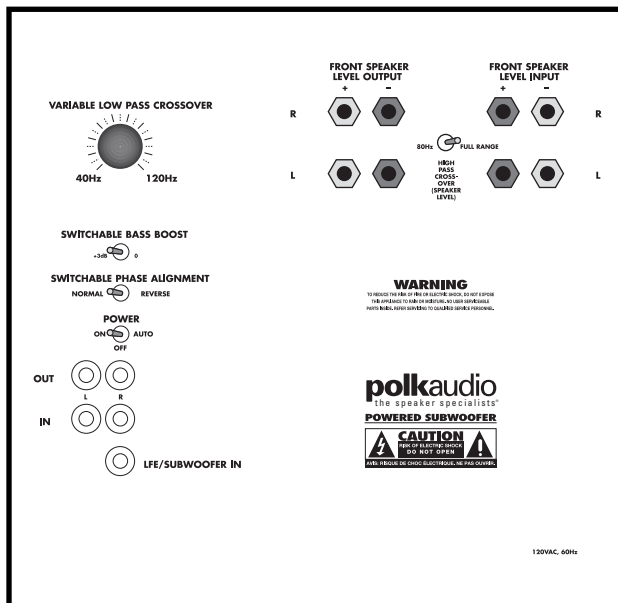 FRONT SPEAKER
LEVEL OUTPUT
+ −
FRONT SPEAKER
LEVEL INPUT
+ −
R
R
80Hz
FULL RANGE
HIGH
PASS
CROSS-
OVER
(SPEAKER
LEVEL)
L
L
VARIABLE LOW PASS CROSSOVER
40Hz 120Hz
SWITCHABLE BASS BOOST
+3dB 0
SWITCHABLE PHASE ALIGNMENT
NORMAL REVERSE
POWER
ON AUTO
OFF
OUT
L R
IN
LFE/SUBWOOFER IN
WARNING
TO REDUCE THE RISK OF FIRE OR ELECTRIC SHOCK, DO NOT EXPOSE
THIS APPLIANCE TO RAIN OR MOISTURE. NO USER SERVICEABLE
PARTS INSIDE. REFER SERVICING TO QUALIFIED SERVICE PERSONNEL.
polkaudio
the speaker specialists®
POWERED SUBWOOFER
CAUTION
RISK OF ELECTRIC SHOCK
DO NOT OPEN
AVIS: RISQUE DE CHOC ÉLECTRIQUE. NE PAS OUVRIR.
120VAC, 60Hz